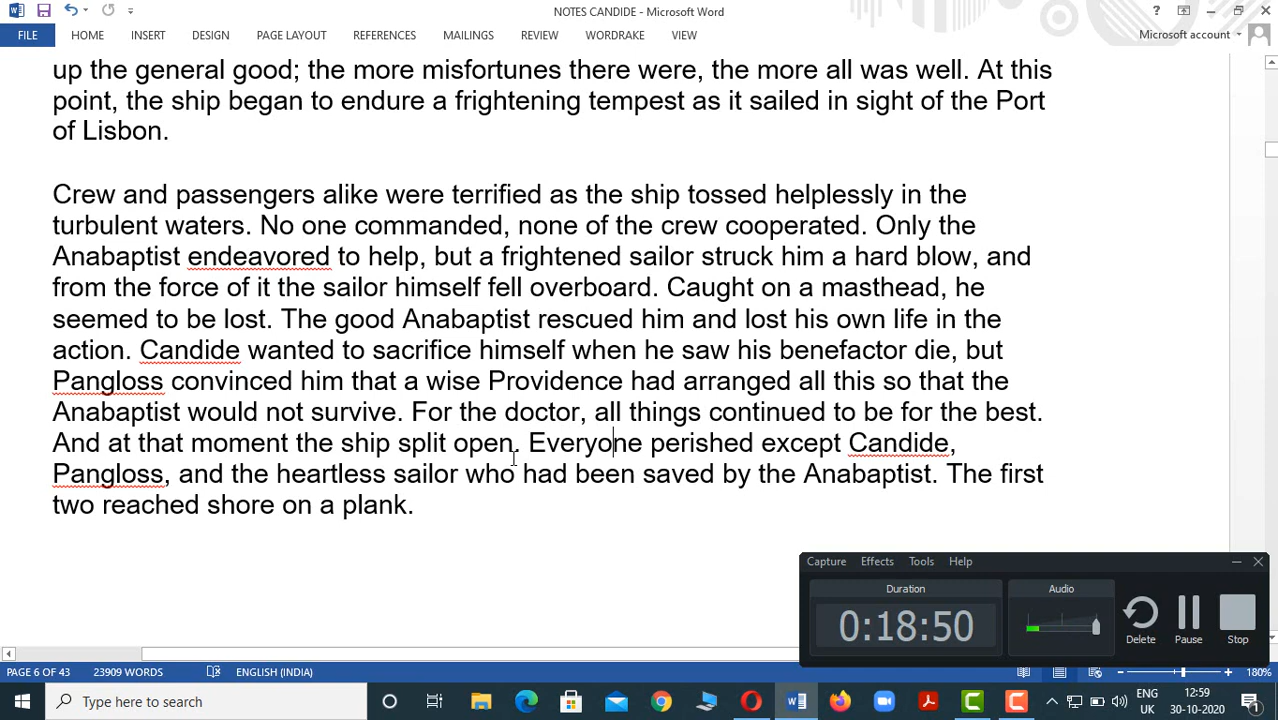 NOTES CANDIDE - Microsoft Word
FILE HOME INSERT DESIGN PAGE LAYOUT REFERENCES MAILINGS REVIEW WORDRAKE VIEW Microsoft account
up the general good; the more misfortunes there were, the more all was well. At this
point, the ship began to endure a frightening tempest as it sailed in sight of the Port
of Lisbon.
Crew and passengers alike were terrified as the ship tossed helplessly in the
turbulent waters. No one commanded, none of the crew cooperated. Only the
Anabaptist endeavored to help, but a frightened sailor struck him a hard blow, and
from the force of it the sailor himself fell overboard. Caught on a masthead, he
seemed to be lost. The good Anabaptist rescued him and lost his own life in the
action. Candide wanted to sacrifice himself when he saw his benefactor die, but
Pangloss convinced him that a wise Providence had arranged all this so that the
Anabaptist would not survive. For the doctor, all things continued to be for the best.
And at that moment the ship split open. Everyone perished except Candide,
Pangloss, and the heartless sailor who had been saved by the Anabaptist. The first
two reached shore on a plank.
Capture Effects Tools Help
Duration Audio
0:18:50
Delete Pause Stop
PAGE 6 OF 43 23909 WORDS ENGLISH (INDIA) 180%
Type here to search
ENG 12:59
UK 30-10-2020